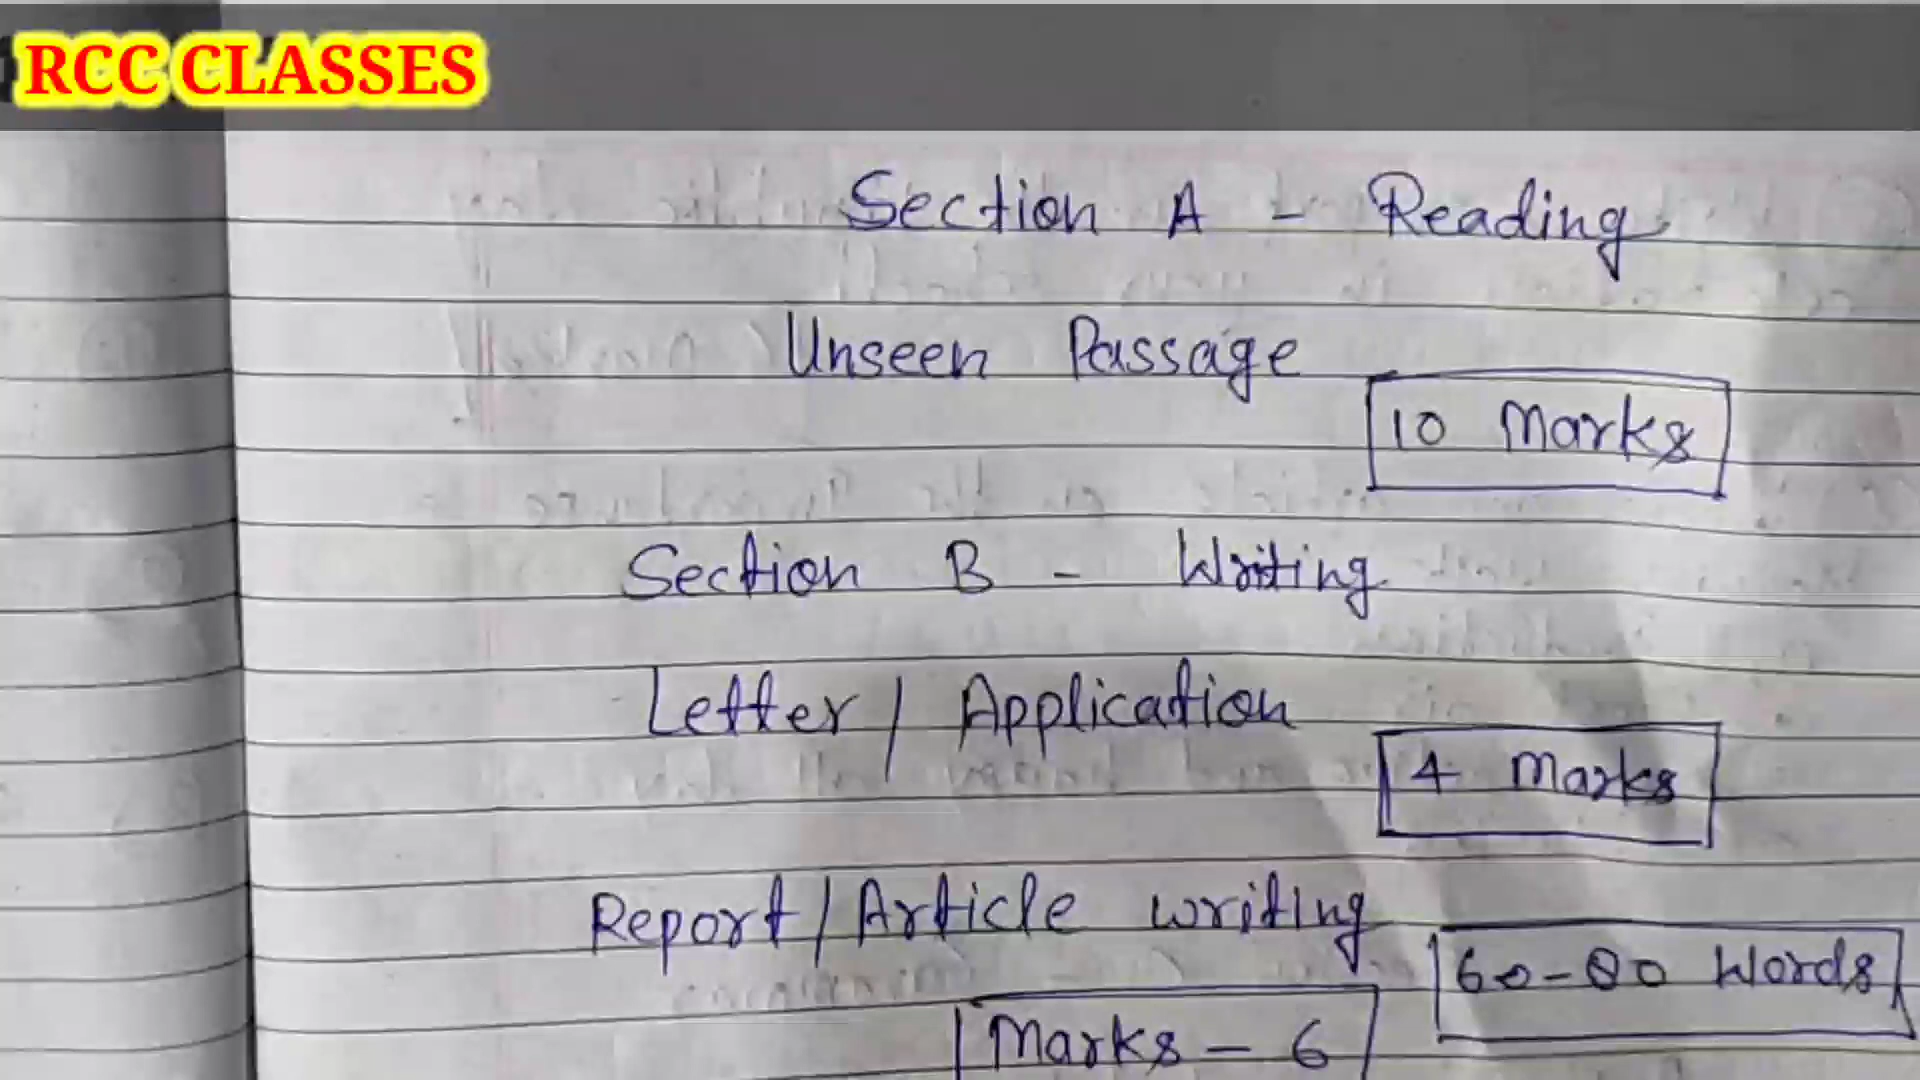 RCC CLASSES
Section A - Reading
Unseen Passage
10 Marks
Section B - Writing
Letter / Application
4 Marks
Report / Article writing
60-80 Words
Marks - 6